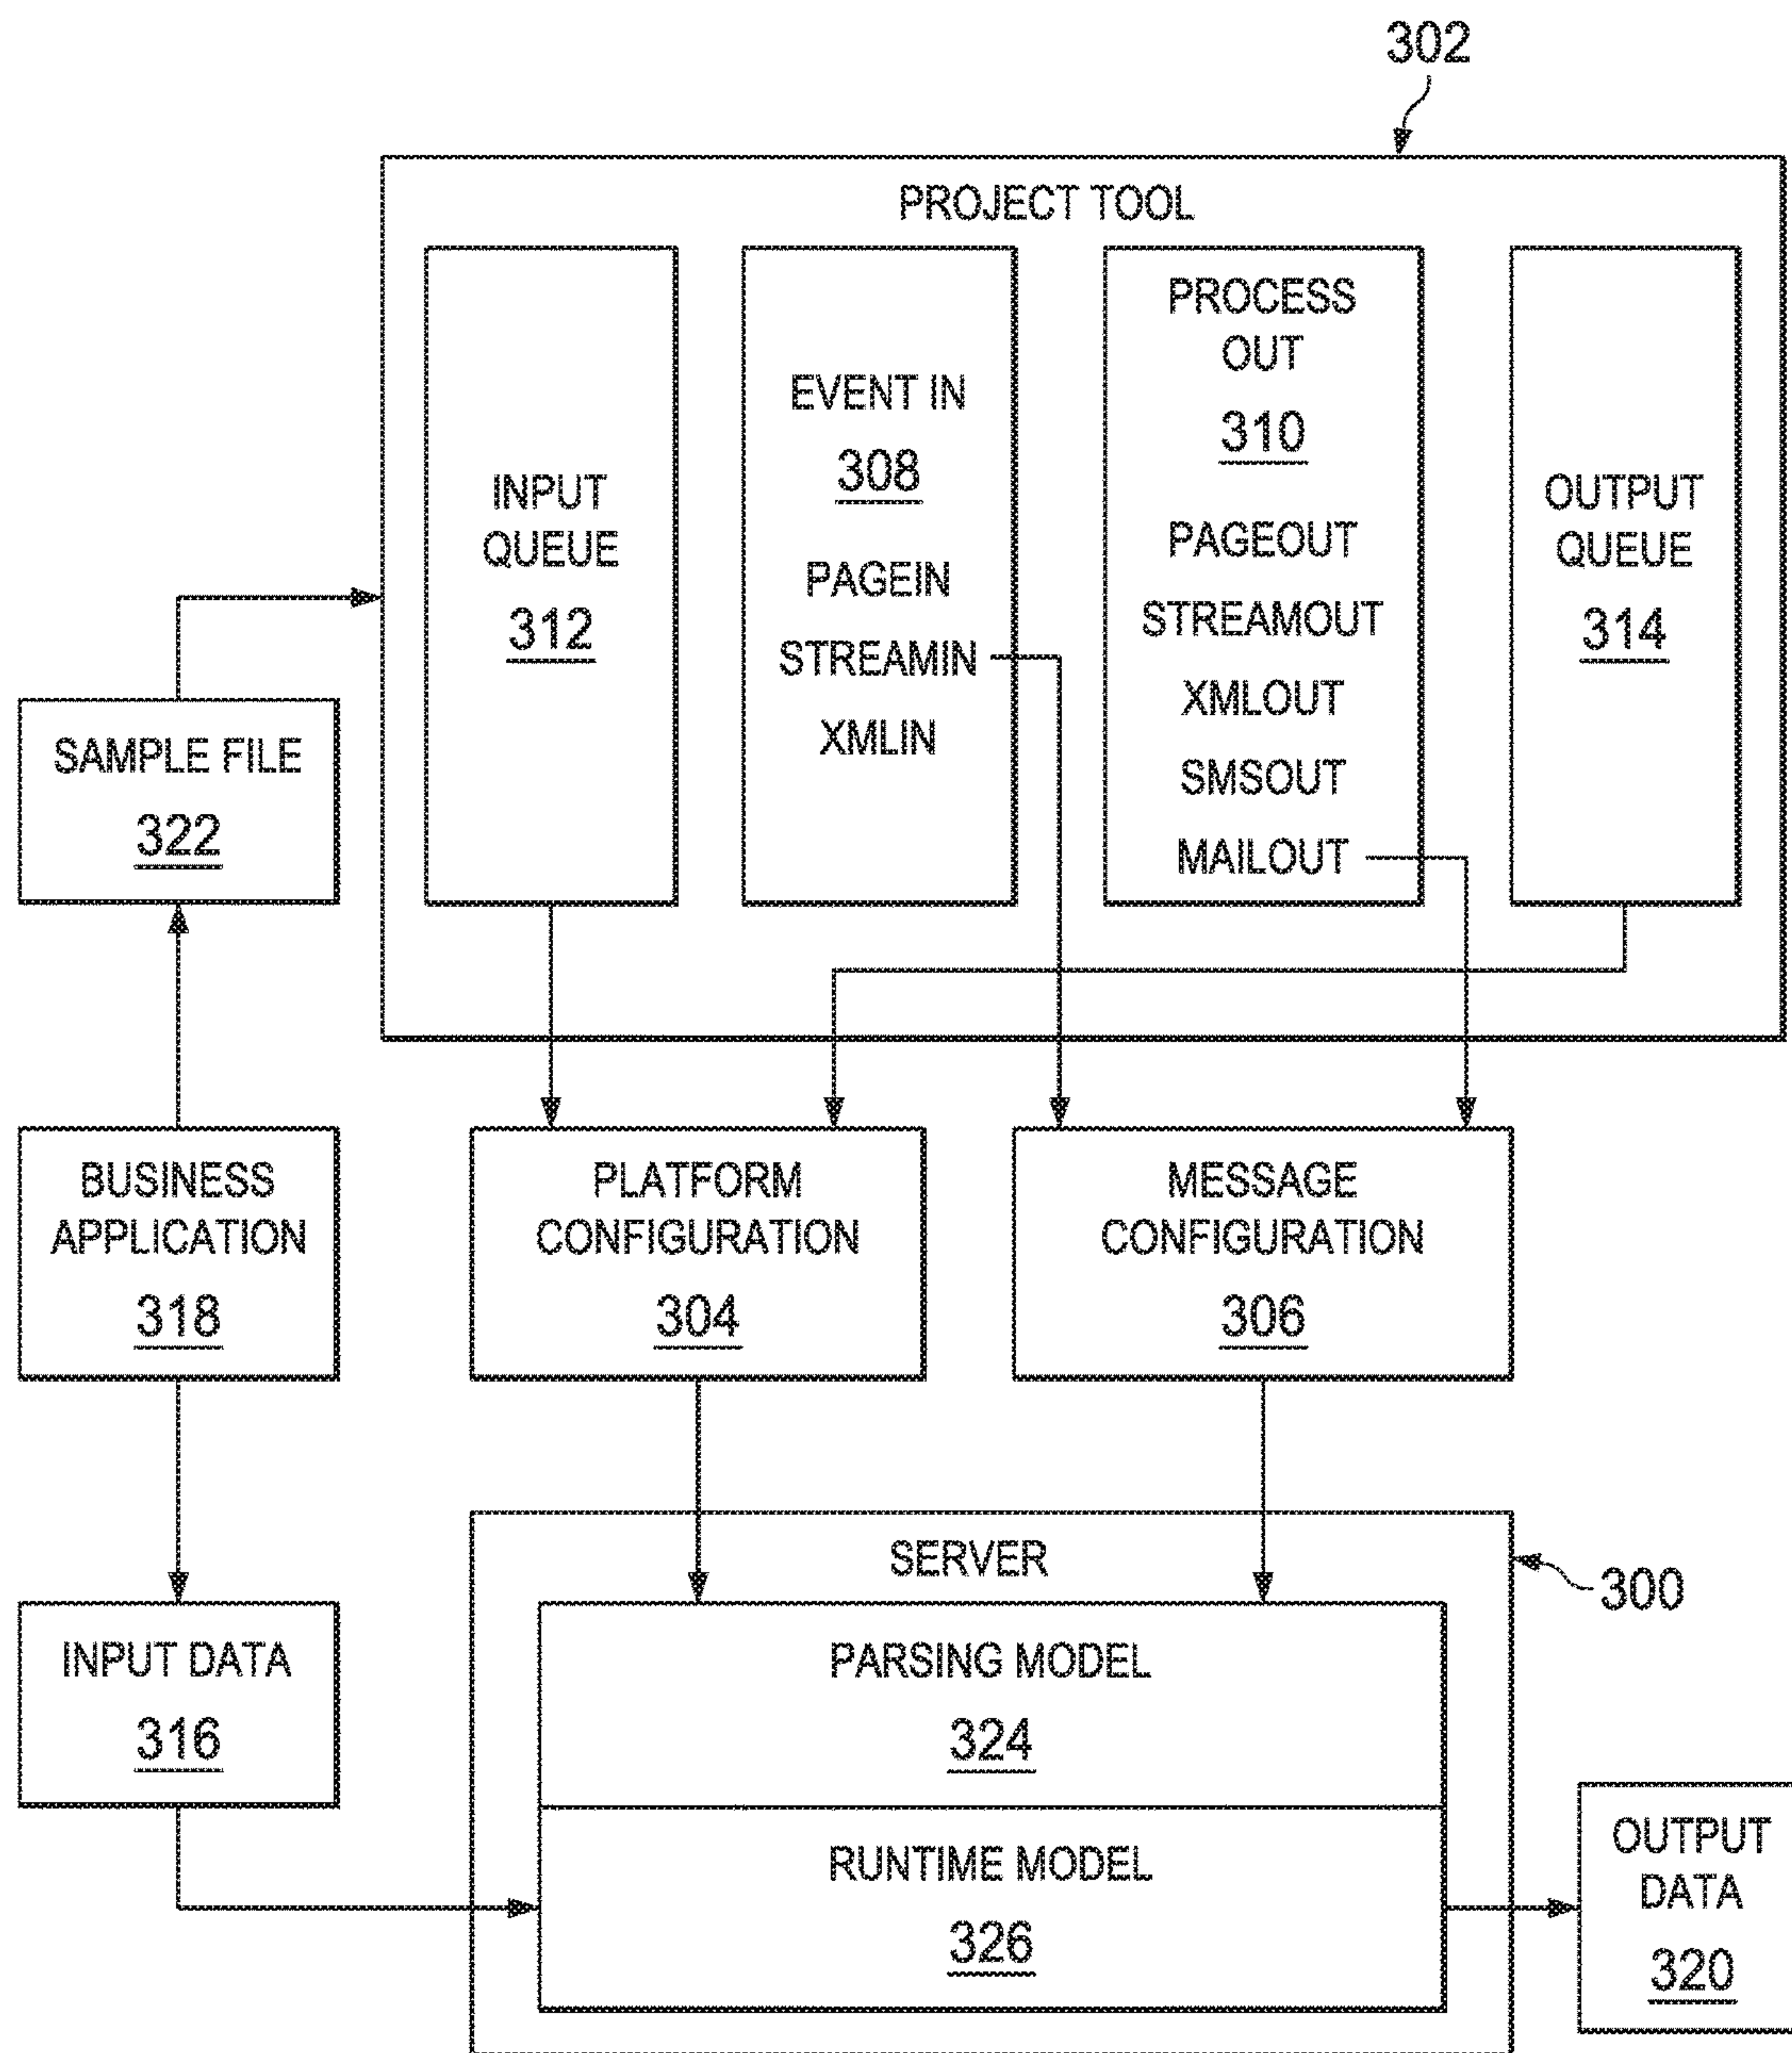 302
PROJECT TOOL
INPUT
QUEUE
312
EVENT IN
308
PAGEIN
STREAMIN
XMLIN
PROCESS
OUT
310
PAGEOUT
STREAMOUT
XMLOUT
SMSOUT
MAILOUT
OUTPUT
QUEUE
314
SAMPLE FILE
322
BUSINESS
APPLICATION
318
PLATFORM
CONFIGURATION
304
MESSAGE
CONFIGURATION
306
SERVER
300
INPUT DATA
316
PARSING MODEL
324
RUNTIME MODEL
326
OUTPUT
DATA
320